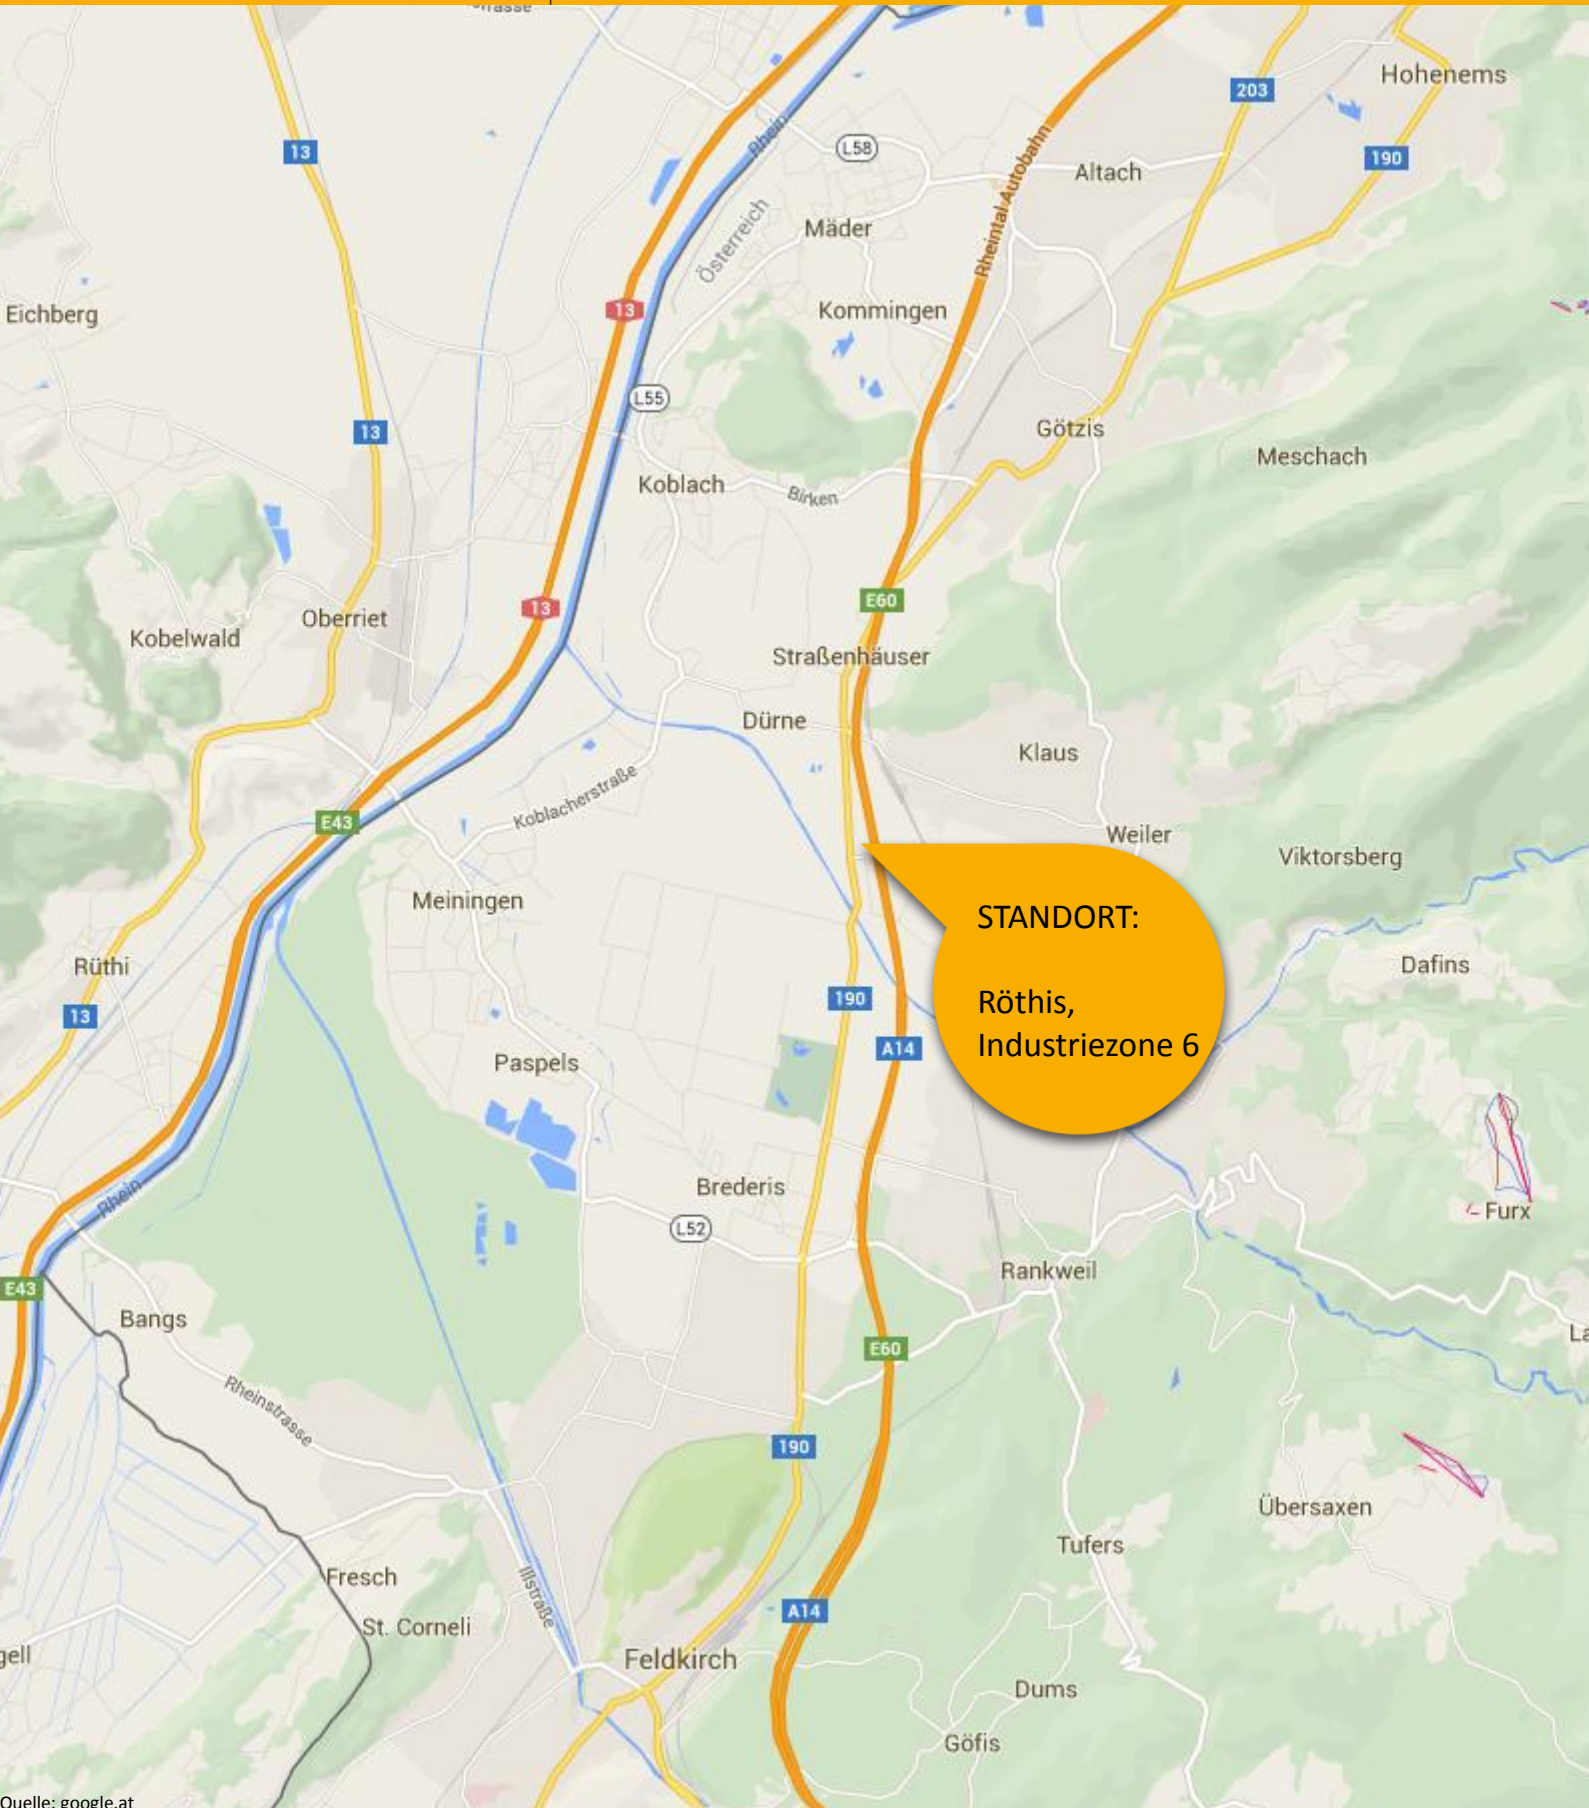 Hohenems
203
13
190
L58
Rhein
Altach
Rheintal Autobahn
Österreich
Mäder
Eichberg
13
Kommingen
L55
13
Götzis
Meschach
Koblach
Birken
E60
13
Oberriet
Kobelwald
Straßenhäuser
Dürne
Klaus
Koblacherstraße
E43
Weiler
Viktorsberg
Meiningen
STANDORT:
Röthis,
Industriezone 6
Rüthi
Dafins
190
13
A14
Paspels
Brederis
Rhein
L52
Furx
Rankweil
E43
Bangs
E60
Rheinstrasse
190
Übersaxen
Tufers
Fresch
Illstraße
A14
St. Corneli
Feldkirch
Dums
Göfis
Quelle: google.at